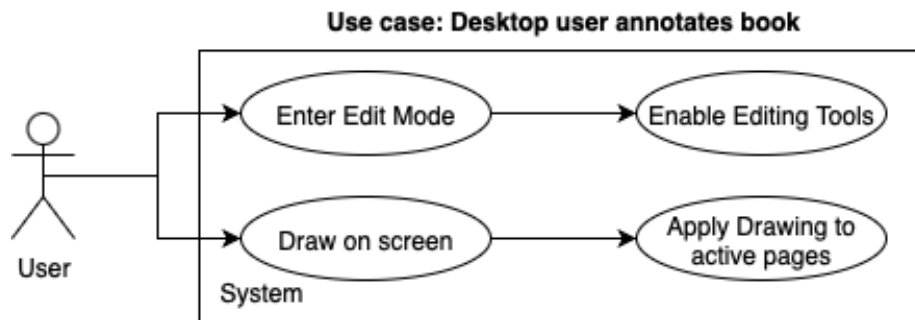 Use case: Desktop user annotates book
Enter Edit Mode
Enable Editing Tools
Draw on screen
Apply Drawing to
active pages
User
System